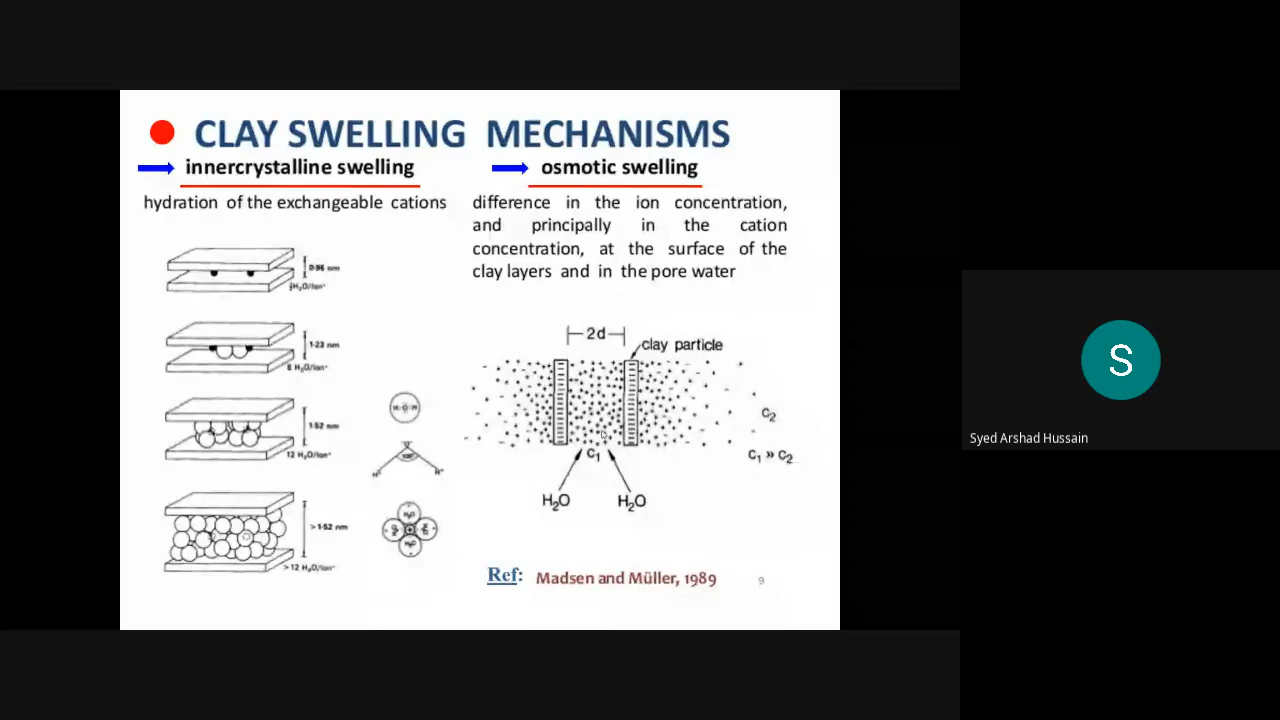 CLAY SWELLING MECHANISMS
innercrystalline swelling
hydration of the exchangeable cations
0·96 nm
1·23 nm
1·52 nm
12 H₂O/ion⁺
>1·52 nm
>12 H₂O/ion⁺
H₂O
H₂O
osmotic swelling
difference in the ion concentration,
and principally in the cation
concentration, at the surface of the
clay layers and in the pore water
2d
clay particle
C₂
C₁
C₁ » C₂
H₂O H₂O
Ref: Madsen and Müller, 1989
9
S
Syed Arshad Hussain